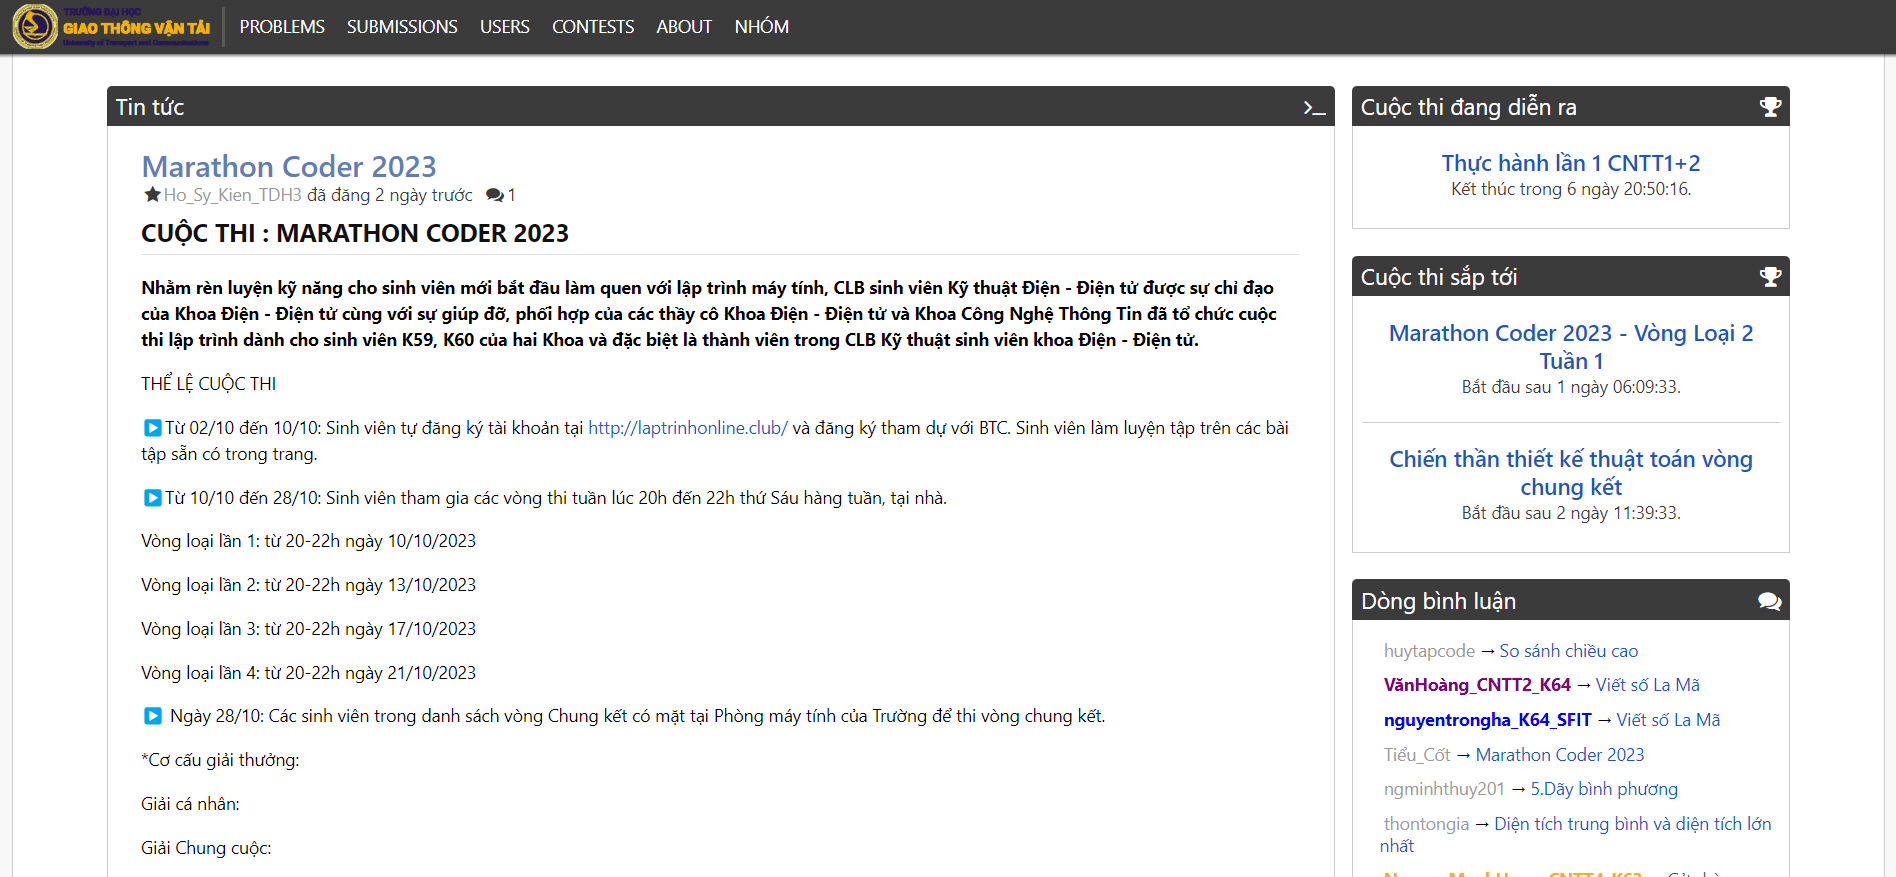 TRƯỜNG ĐẠI HỌC
GIAO THÔNG VẬN TẢI
University of Transport and Communications
PROBLEMS SUBMISSIONS USERS CONTESTS ABOUT NHÓM
Tin tức
Marathon Coder 2023
Ho_Sy_Kien_TDH3 đã đăng 2 ngày trước 1
CUỘC THI : MARATHON CODER 2023
Nhằm rèn luyện kỹ năng cho sinh viên mới bắt đầu làm quen với lập trình máy tính, CLB sinh viên Kỹ thuật Điện - Điện tử được sự chỉ đạo
của Khoa Điện - Điện tử cùng với sự giúp đỡ, phối hợp của các thầy cô Khoa Điện - Điện tử và Khoa Công Nghệ Thông Tin đã tổ chức cuộc
thi lập trình dành cho sinh viên K59, K60 của hai Khoa và đặc biệt là thành viên trong CLB Kỹ thuật sinh viên khoa Điện - Điện tử.
THỂ LỆ CUỘC THI
Từ 02/10 đến 10/10: Sinh viên tự đăng ký tài khoản tại http://laptrinhonline.club/ và đăng ký tham dự với BTC. Sinh viên làm luyện tập trên các bài
tập sẵn có trong trang.
Từ 10/10 đến 28/10: Sinh viên tham gia các vòng thi tuần lúc 20h đến 22h thứ Sáu hàng tuần, tại nhà.
Vòng loại lần 1: từ 20-22h ngày 10/10/2023
Vòng loại lần 2: từ 20-22h ngày 13/10/2023
Vòng loại lần 3: từ 20-22h ngày 17/10/2023
Vòng loại lần 4: từ 20-22h ngày 21/10/2023
Ngày 28/10: Các sinh viên trong danh sách vòng Chung kết có mặt tại Phòng máy tính của Trường để thi vòng chung kết.
*Cơ cấu giải thưởng:
Giải cá nhân:
Giải Chung cuộc:
Cuộc thi đang diễn ra
Thực hành lần 1 CNTT1+2
Kết thúc trong 6 ngày 20:50:16.
Cuộc thi sắp tới
Marathon Coder 2023 - Vòng Loại 2
Tuần 1
Bắt đầu sau 1 ngày 06:09:33.
Chiến thần thiết kế thuật toán vòng
chung kết
Bắt đầu sau 2 ngày 11:39:33.
Dòng bình luận
huytapcode → So sánh chiều cao
VănHoàng_CNTT2_K64 → Viết số La Mã
nguyentrongha_K64_SFIT → Viết số La Mã
Tiểu_Cốt → Marathon Coder 2023
ngminhthuy201 → 5.Dãy bình phương
thontongia → Diện tích trung bình và diện tích lớn
nhất